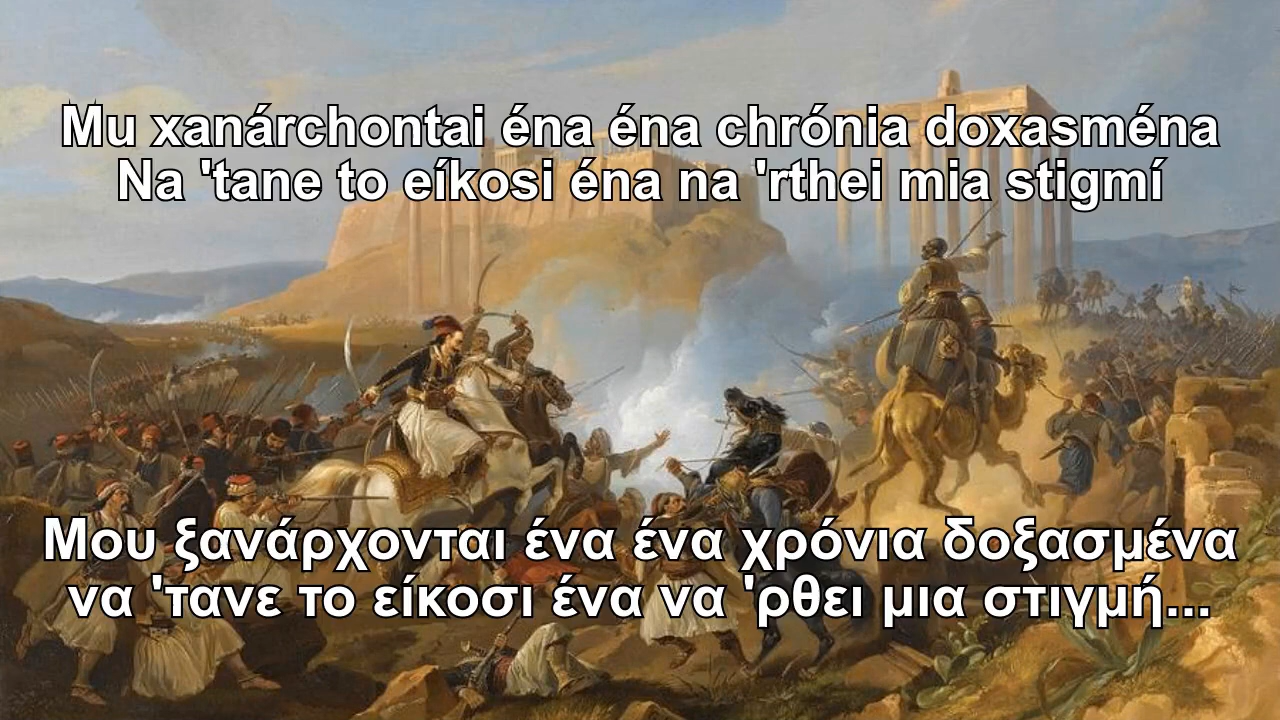 Mu xanárchontai éna éna chrónia doxasména
Na 'tane to eíkosi éna na 'rthei mia stigmí
Μου ξανάρχονται ένα ένα χρόνια δοξασμένα
να 'τανε το είκοσι ένα να 'ρθει μια στιγμή...